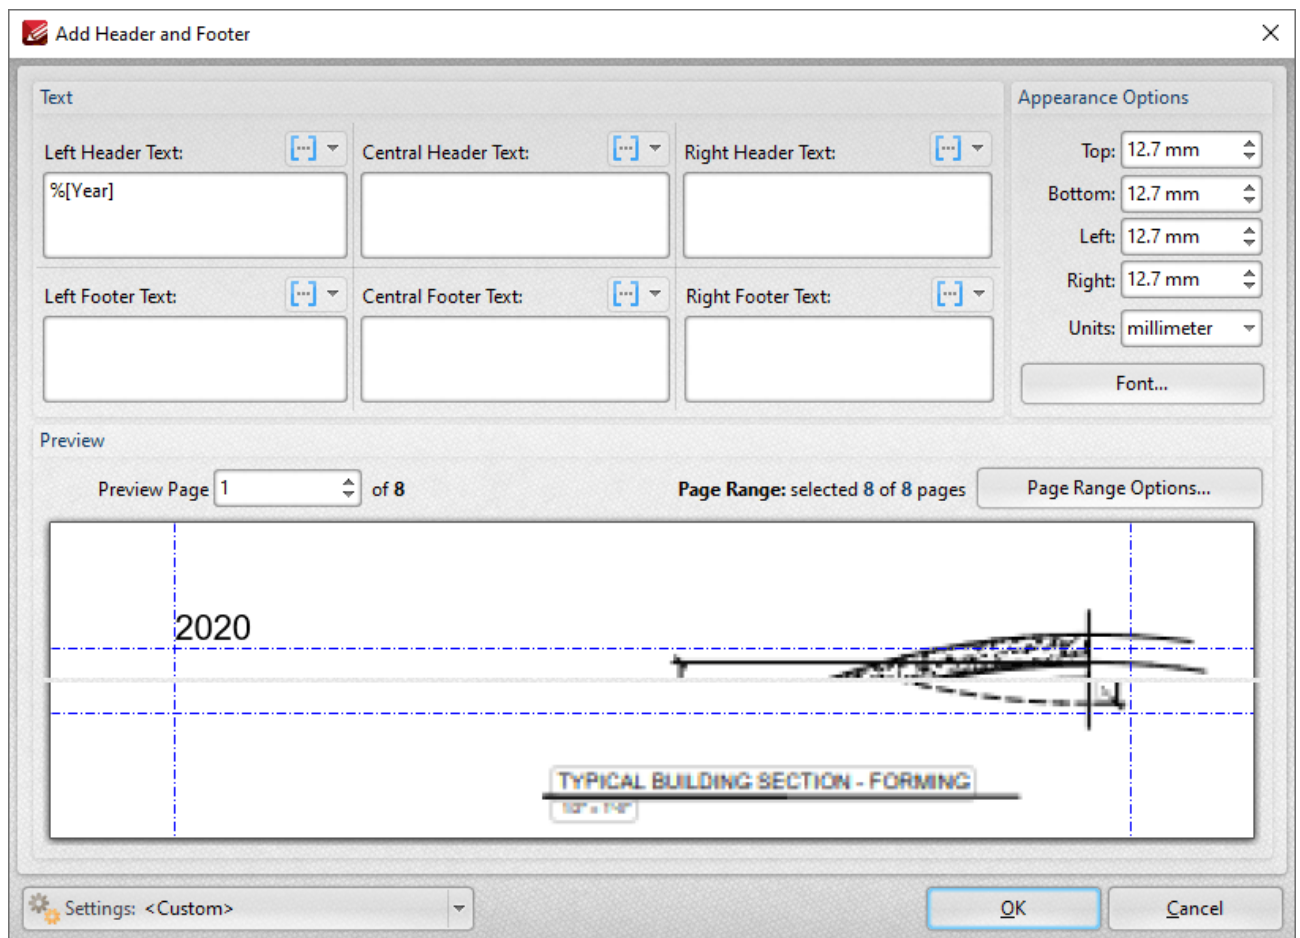 Add Header and Footer
Text
Appearance Options
Left Header Text:
Central Header Text:
Right Header Text:
%[Year]
Left Footer Text:
Central Footer Text:
Right Footer Text:
Top: 12.7 mm
Bottom: 12.7 mm
Left: 12.7 mm
Right: 12.7 mm
Units: millimeter
Font...
Preview
Preview Page 1 of 8
Page Range: selected 8 of 8 pages
Page Range Options...
2020
TYPICAL BUILDING SECTION - FORMING
Settings: <Custom>
OK
Cancel